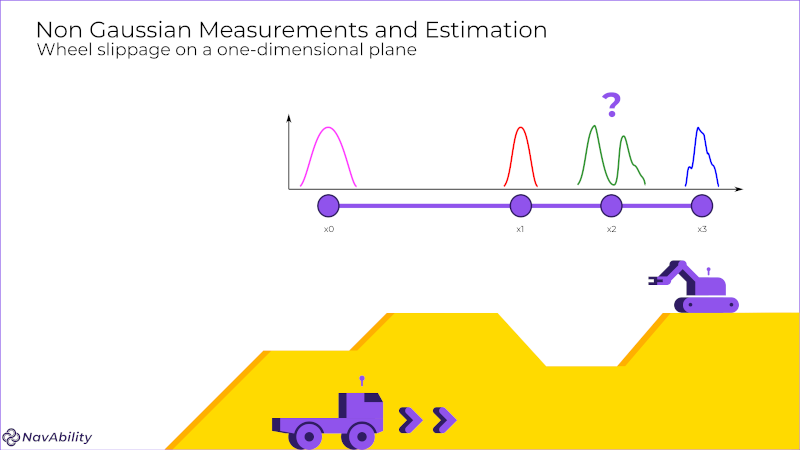 Non Gaussian Measurements and Estimation
Wheel slippage on a one-dimensional plane
?
x0 x1 x2 x3
NavAbility